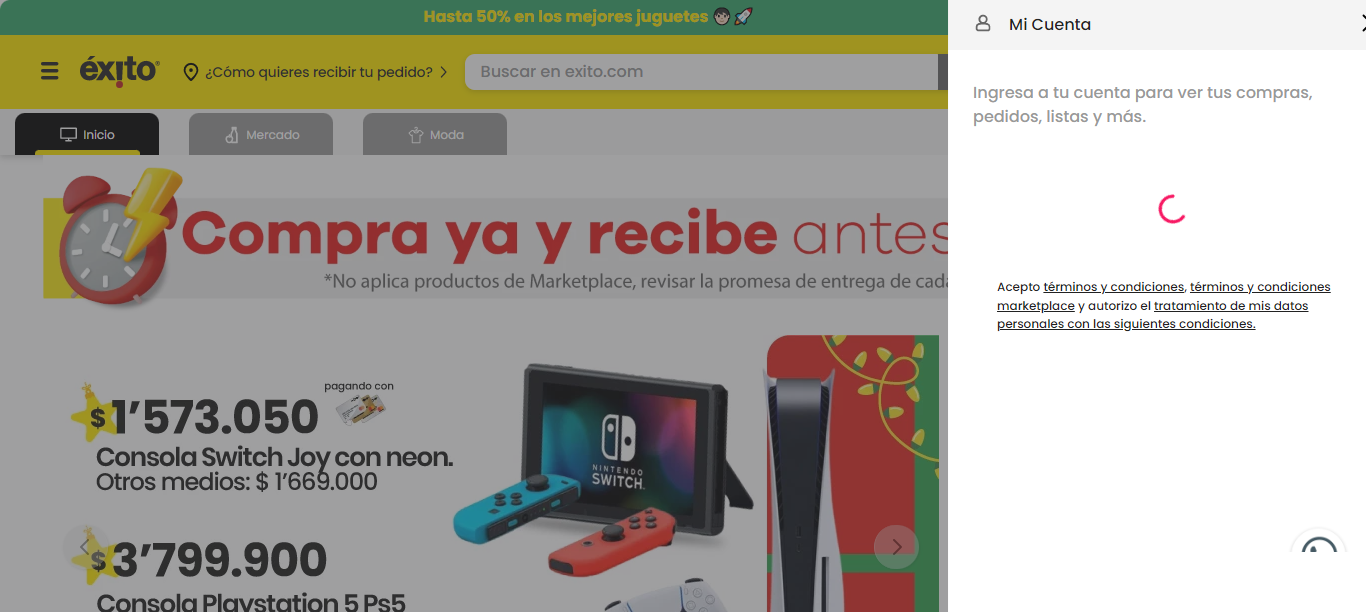 Hasta 50% en los mejores juguetes
Mi Cuenta
éxito
¿Cómo quieres recibir tu pedido?
Buscar en exito.com
Ingresa a tu cuenta para ver tus compras,
pedidos, listas y más.
Inicio
Mercado
Moda
Compra ya y recibe antes
*No aplica productos de Marketplace, revisar la promesa de entrega de cada
Acepto términos y condiciones, términos y condiciones
marketplace y autorizo el tratamiento de mis datos
personales con las siguientes condiciones.
pagando con
$1'573.050
Consola Switch Joy con neon.
Otros medios: $ 1'669.000
NINTENDO
SWITCH
$3'799.900
Consola Playstation 5 Ps5